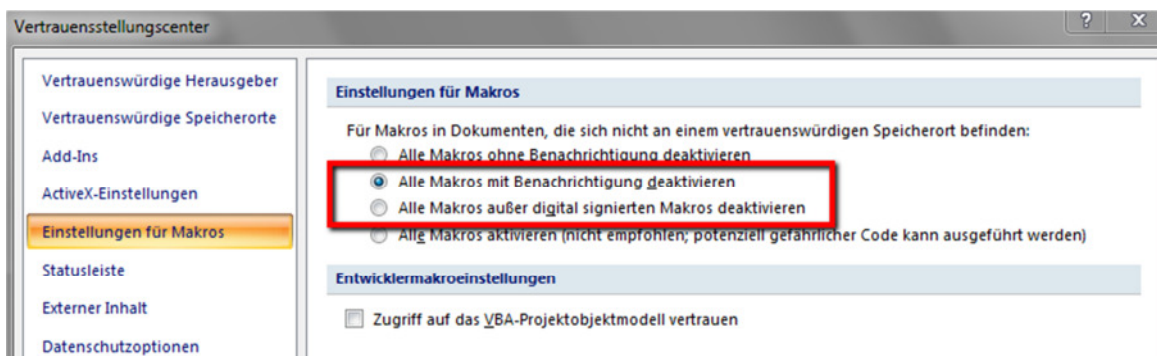 Vertrauensstellungscenter
Vertrauenswürdige Herausgeber
Vertrauenswürdige Speicherorte
Add-Ins
ActiveX-Einstellungen
Einstellungen für Makros
Statusleiste
Externer Inhalt
Datenschutzoptionen
Einstellungen für Makros
Für Makros in Dokumenten, die sich nicht an einem vertrauenswürdigen Speicherort befinden:
Alle Makros ohne Benachrichtigung deaktivieren
Alle Makros mit Benachrichtigung deaktivieren
Alle Makros außer digital signierten Makros deaktivieren
Alle Makros aktivieren (nicht empfohlen; potenziell gefährlicher Code kann ausgeführt werden)
Entwicklermakroeinstellungen
Zugriff auf das VBA-Projektobjektmodell vertrauen